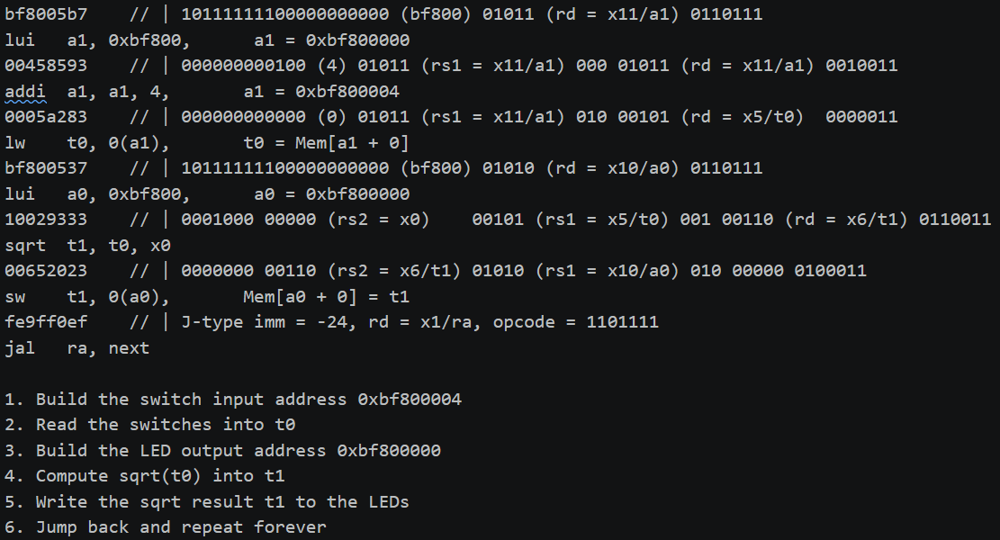 bf8005b7    // | 10111111100000000000 (bf800) 01011 (rd = x11/a1) 0110111
lui   a1, 0xbf800,      a1 = 0xbf800000
00458593    // | 000000000100 (4) 01011 (rs1 = x11/a1) 000 01011 (rd = x11/a1) 0010011
addi  a1, a1, 4,       a1 = 0xbf800004
0005a283    // | 000000000000 (0) 01011 (rs1 = x11/a1) 010 00101 (rd = x5/t0)  0000011
lw    t0, 0(a1),       t0 = Mem[a1 + 0]
bf800537    // | 10111111100000000000 (bf800) 01010 (rd = x10/a0) 0110111
lui   a0, 0xbf800,      a0 = 0xbf800000
10029333    // | 0001000 00000 (rs2 = x0)    00101 (rs1 = x5/t0) 001 00110 (rd = x6/t1) 0110011
sqrt  t1, t0, x0
00652023    // | 0000000 00110 (rs2 = x6/t1) 01010 (rs1 = x10/a0) 010 00000 0100011
sw    t1, 0(a0),       Mem[a0 + 0] = t1
fe9ff0ef    // | J-type imm = -24, rd = x1/ra, opcode = 1101111
jal   ra, next

1. Build the switch input address 0xbf800004
2. Read the switches into t0
3. Build the LED output address 0xbf800000
4. Compute sqrt(t0) into t1
5. Write the sqrt result t1 to the LEDs
6. Jump back and repeat forever